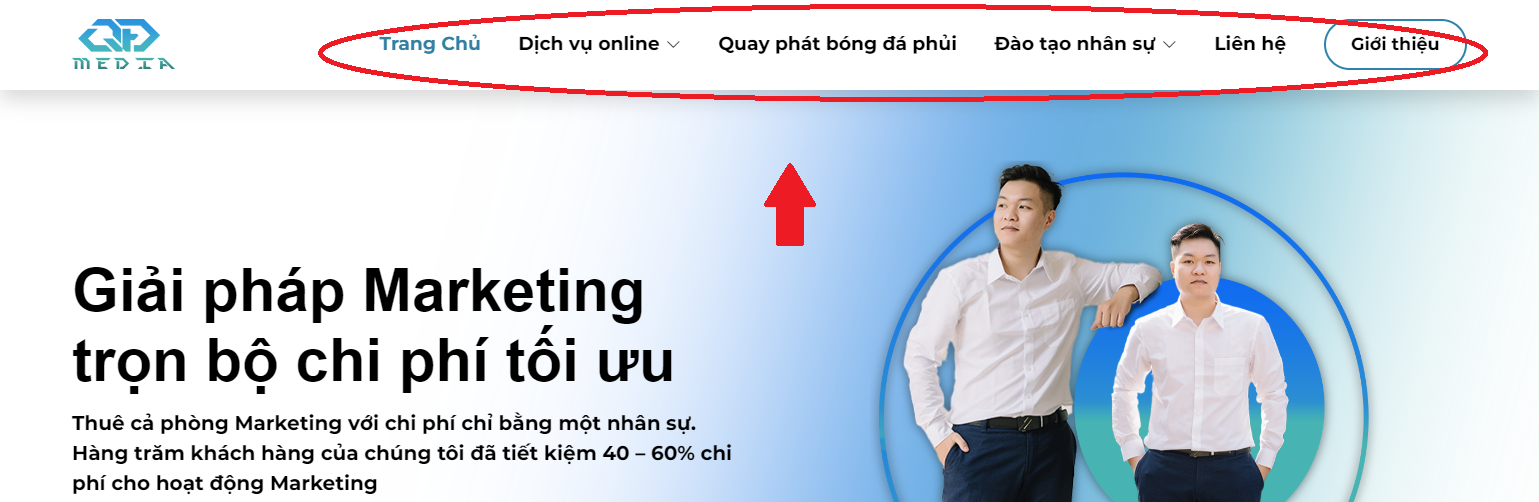 MEDIA
Trang Chủ Dịch vụ online Quay phát bóng đá phủi Đào tạo nhân sự Liên hệ Giới thiệu
Giải pháp Marketing
trọn bộ chi phí tối ưu
Thuê cả phòng Marketing với chi phí chỉ bằng một nhân sự.
Hàng trăm khách hàng của chúng tôi đã tiết kiệm 40 – 60% chi
phí cho hoạt động Marketing